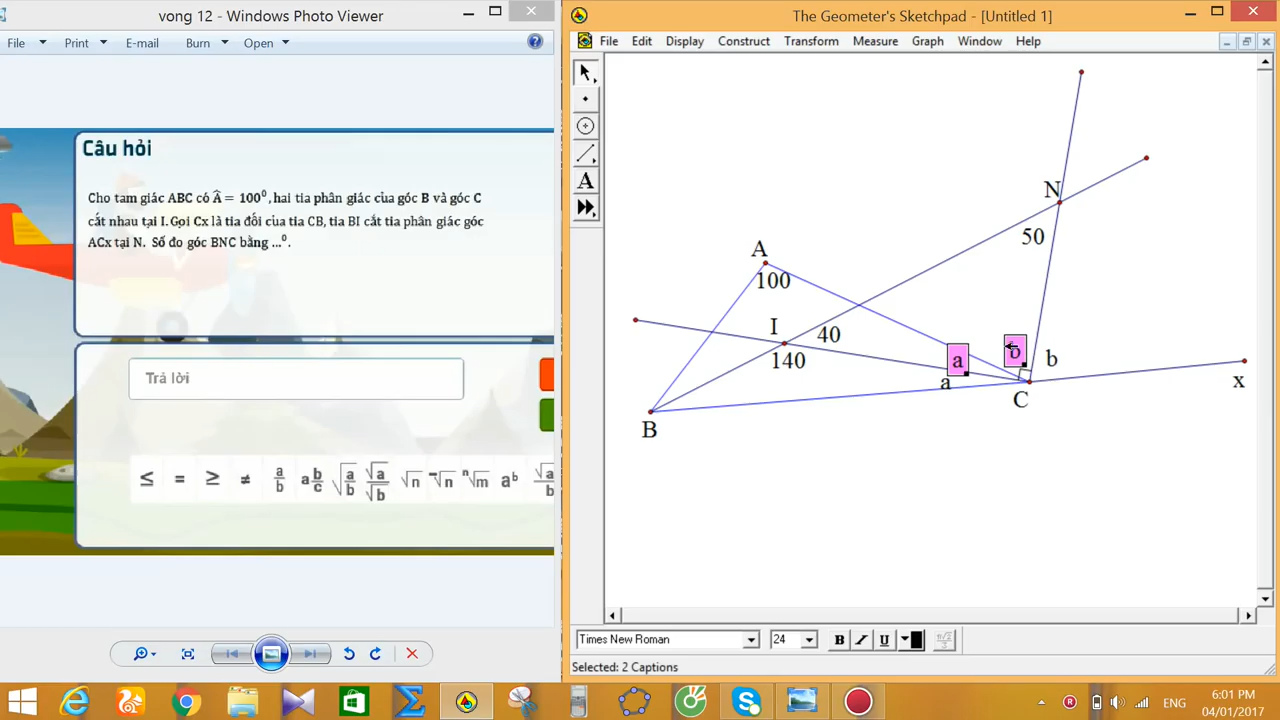 vong 12 - Windows Photo Viewer
File Print E-mail Burn Open
Câu hỏi
Cho tam giác ABC có Â = 100⁰, hai tia phân giác của góc B và góc C
cắt nhau tại I. Gọi Cx là tia đối của tia CB, tia BI cắt tia phân giác góc
ACx tại N. Số đo góc BNC bằng ...⁰.
Trả lời
≤ = ≥ ≠ a/b a b/c √a/b √a/√b √n ⁻√n ⁿ√m aᵇ √a/b
The Geometer's Sketchpad - [Untitled 1]
File Edit Display Construct Transform Measure Graph Window Help
A
N
50
A
100
I
40
140
a
b
b
a
C
x
B
Times New Roman 24 B I U
Selected: 2 Captions
ENG
6:01 PM
04/01/2017